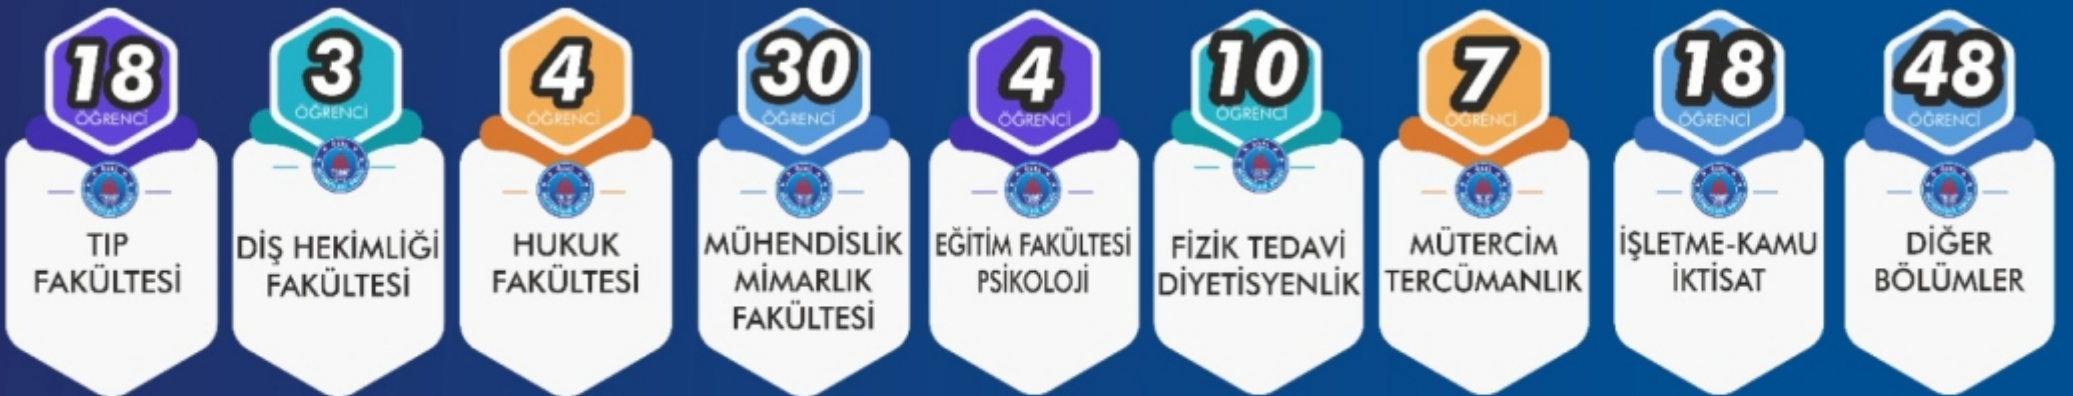 18
ÖĞRENCİ
TIP
FAKÜLTESİ
3
ÖĞRENCİ
DİŞ HEKİMLİĞİ
FAKÜLTESİ
4
ÖĞRENCİ
HUKUK
FAKÜLTESİ
30
ÖĞRENCİ
MÜHENDİSLİK
MİMARLIK
FAKÜLTESİ
4
ÖĞRENCİ
EĞİTİM FAKÜLTESİ
PSİKOLOJİ
10
ÖĞRENCİ
FİZİK TEDAVİ
DİYETİSYENLİK
7
ÖĞRENCİ
MÜTERCİM
TERCÜMANLIK
18
ÖĞRENCİ
İŞLETME-KAMU
İKTİSAT
48
ÖĞRENCİ
DİĞER
BÖLÜMLER